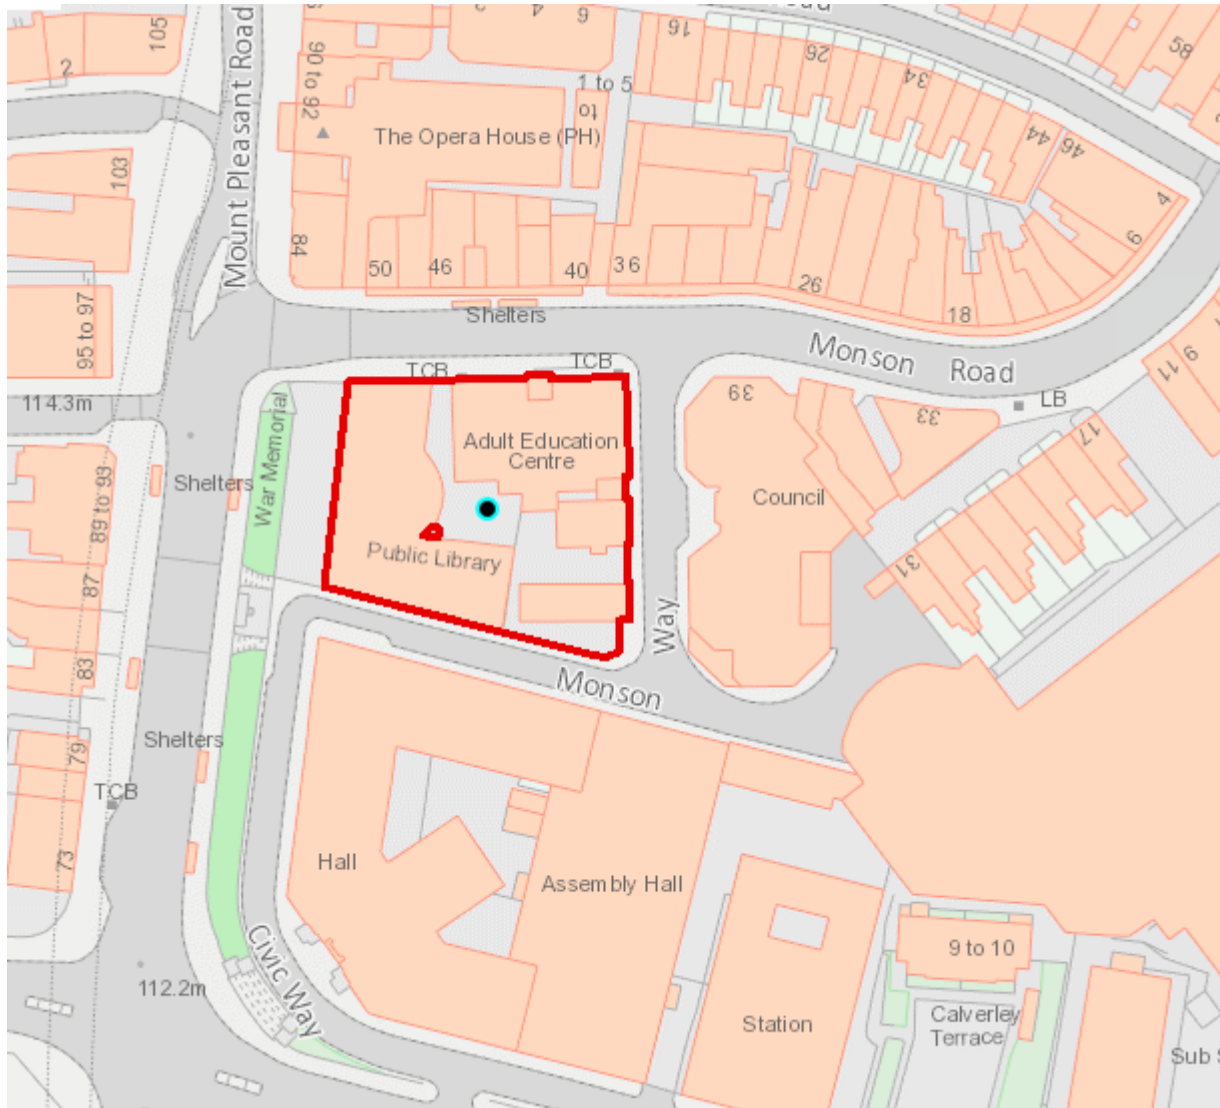 105
2
90 to 92
Mount Pleasant Road
2
4
6
16
26
34
44
46
85
1 to 5
to
The Opera House (PH)
103
84
50
46
40
36
26
18
4
6
Shelters
95 to 97
114.3m
Monson Road
9
11
TCB
TCB
LB
39
33
17
War Memorial
Adult Education
Centre
Shelters
89 to 93
Council
Public Library
87
31
83
Way
Monson
Shelters
79
TCB
73
Hall
Assembly Hall
Civic Way
112.2m
9 to 10
Station
Calverley
Terrace
Sub S